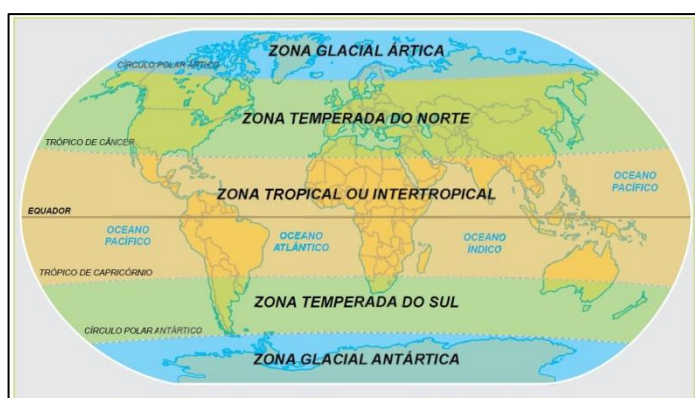 ZONA GLACIAL ÁRTICA
CÍRCULO POLAR ÁRTICO
ZONA TEMPERADA DO NORTE
TRÓPICO DE CÂNCER
ZONA TROPICAL OU INTERTROPICAL
OCEANO
PACÍFICO
EQUADOR
OCEANO
PACÍFICO
OCEANO
ATLÂNTICO
OCEANO
ÍNDICO
TRÓPICO DE CAPRICÓRNIO
ZONA TEMPERADA DO SUL
CÍRCULO POLAR ANTÁRTICO
ZONA GLACIAL ANTÁRTICA